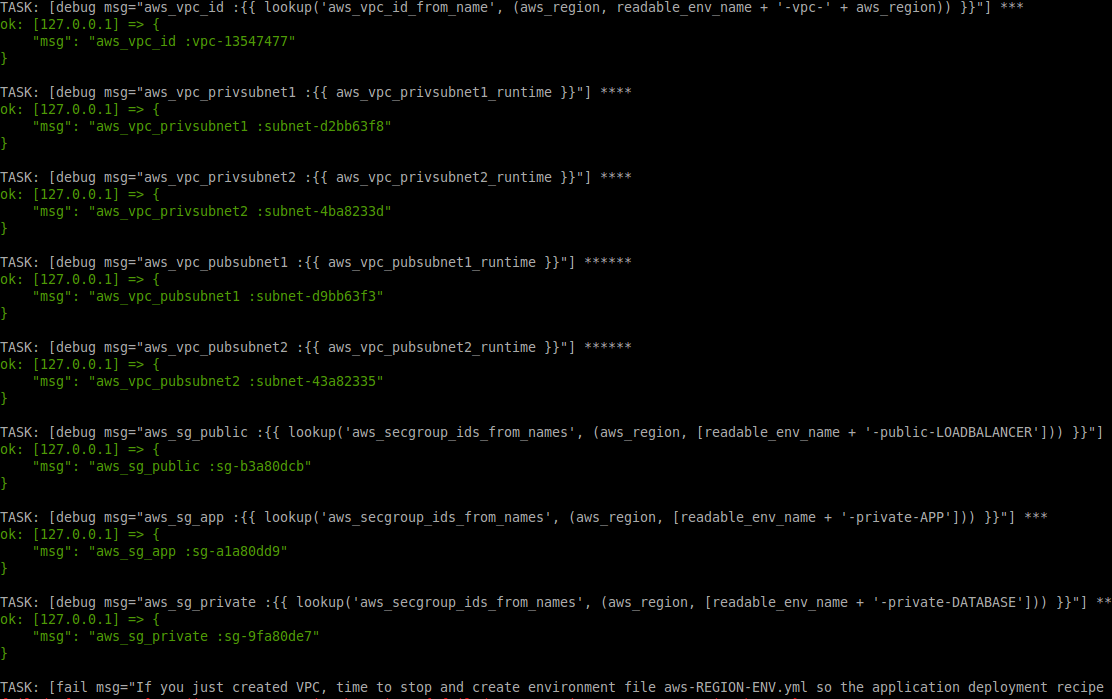 TASK: [debug msg="aws_vpc_id :{{ lookup('aws_vpc_id_from_name', (aws_region, readable_env_name + '-vpc-' + aws_region)) }}"] ***
ok: [127.0.0.1] => {
    "msg": "aws_vpc_id :vpc-13547477"
}

TASK: [debug msg="aws_vpc_privsubnet1 :{{ aws_vpc_privsubnet1_runtime }}"] ****
ok: [127.0.0.1] => {
    "msg": "aws_vpc_privsubnet1 :subnet-d2bb63f8"
}

TASK: [debug msg="aws_vpc_privsubnet2 :{{ aws_vpc_privsubnet2_runtime }}"] ****
ok: [127.0.0.1] => {
    "msg": "aws_vpc_privsubnet2 :subnet-4ba8233d"
}

TASK: [debug msg="aws_vpc_pubsubnet1 :{{ aws_vpc_pubsubnet1_runtime }}"] ******
ok: [127.0.0.1] => {
    "msg": "aws_vpc_pubsubnet1 :subnet-d9bb63f3"
}

TASK: [debug msg="aws_vpc_pubsubnet2 :{{ aws_vpc_pubsubnet2_runtime }}"] ******
ok: [127.0.0.1] => {
    "msg": "aws_vpc_pubsubnet2 :subnet-43a82335"
}

TASK: [debug msg="aws_sg_public :{{ lookup('aws_secgroup_ids_from_names', (aws_region, [readable_env_name + '-public-LOADBALANCER'])) }}"]
ok: [127.0.0.1] => {
    "msg": "aws_sg_public :sg-b3a80dcb"
}

TASK: [debug msg="aws_sg_app :{{ lookup('aws_secgroup_ids_from_names', (aws_region, [readable_env_name + '-private-APP'])) }}"] ***
ok: [127.0.0.1] => {
    "msg": "aws_sg_app :sg-a1a80dd9"
}

TASK: [debug msg="aws_sg_private :{{ lookup('aws_secgroup_ids_from_names', (aws_region, [readable_env_name + '-private-DATABASE'])) }}"] **
ok: [127.0.0.1] => {
    "msg": "aws_sg_private :sg-9fa80de7"
}

TASK: [fail msg="If you just created VPC, time to stop and create environment file aws-REGION-ENV.yml so the application deployment recipe